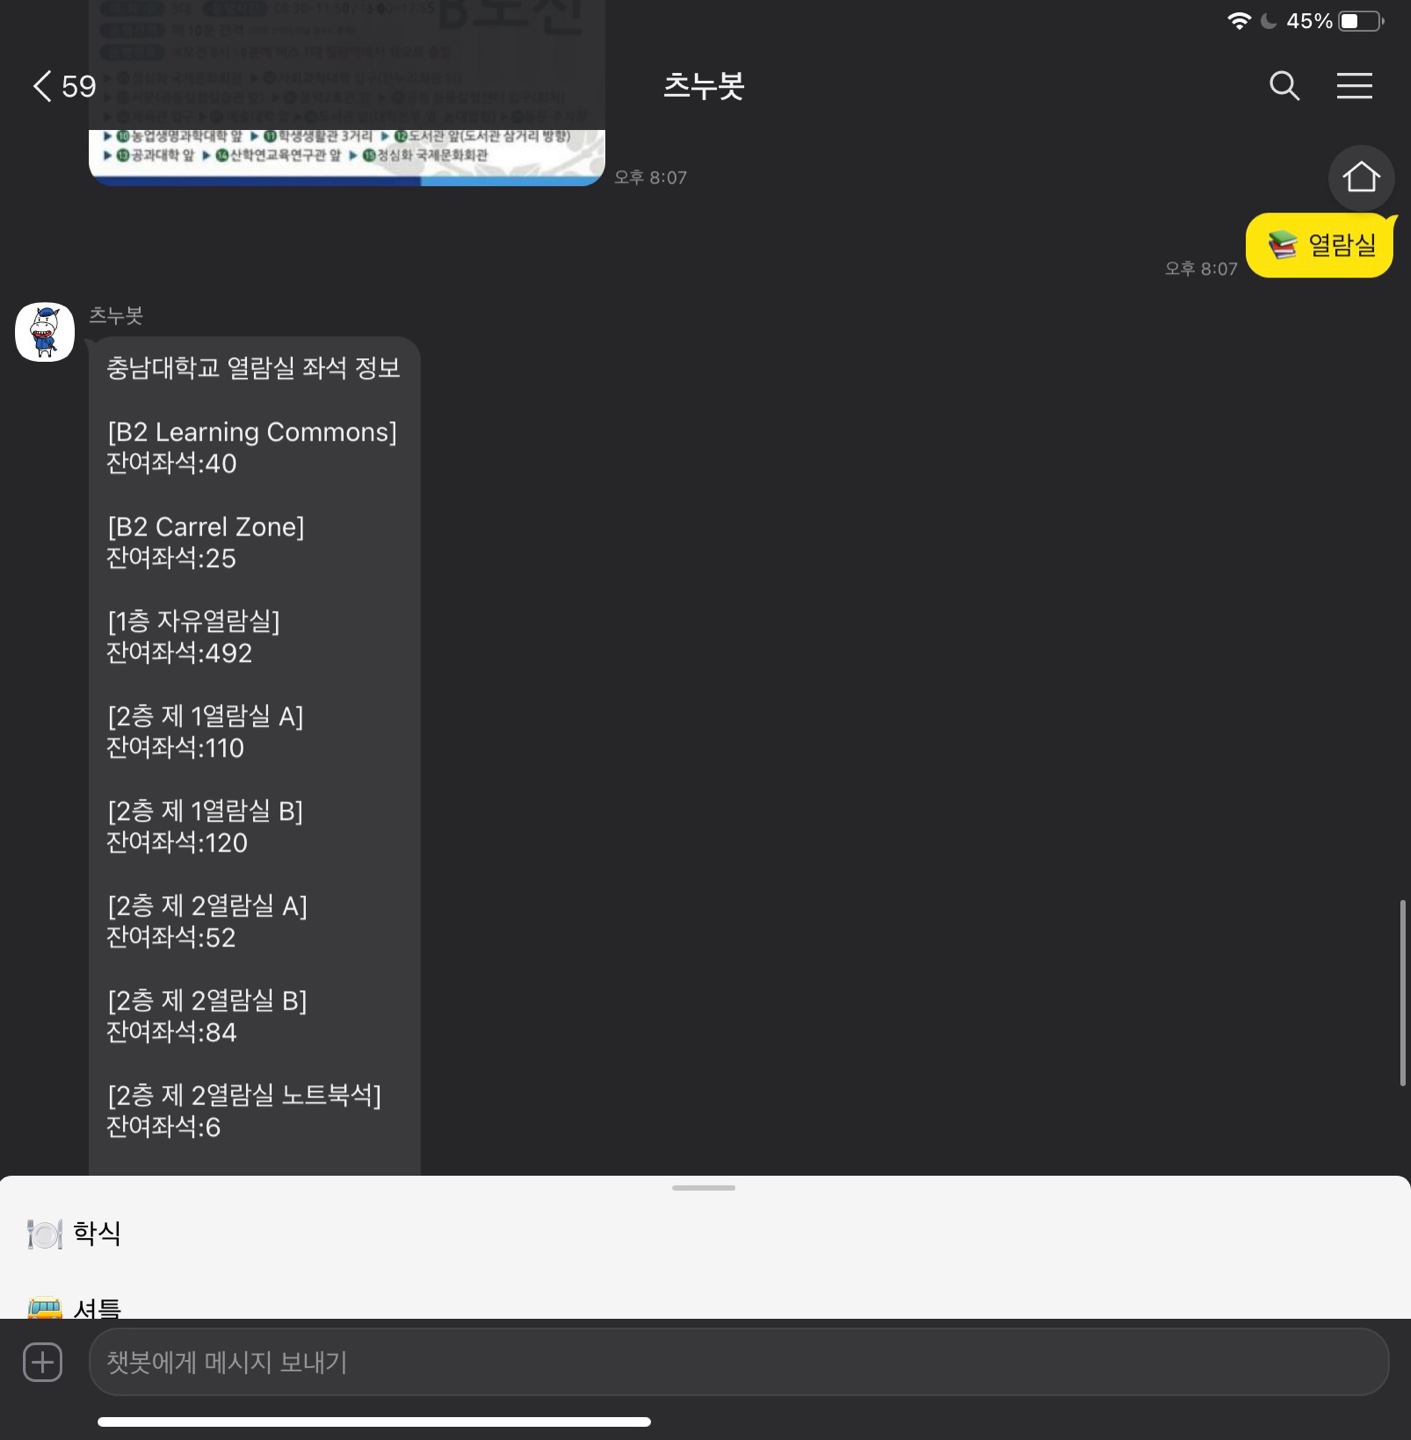 45%
59
츠누봇
B노선
▶ ⑩농업생명과학대학 앞 ▶ ⑪학생생활관 3거리 ▶ ⑫도서관 앞(도서관 삼거리 방향)
▶ ⑬공과대학 앞 ▶ ⑭산학연교육연구관 앞 ▶ ⑮정심화 국제문화회관
오후 8:07
📚 열람실
오후 8:07
츠누봇
충남대학교 열람실 좌석 정보
[B2 Learning Commons]
잔여좌석:40
[B2 Carrel Zone]
잔여좌석:25
[1층 자유열람실]
잔여좌석:492
[2층 제 1열람실 A]
잔여좌석:110
[2층 제 1열람실 B]
잔여좌석:120
[2층 제 2열람실 A]
잔여좌석:52
[2층 제 2열람실 B]
잔여좌석:84
[2층 제 2열람실 노트북석]
잔여좌석:6
🍽️ 학식
🚌 셔틀
챗봇에게 메시지 보내기